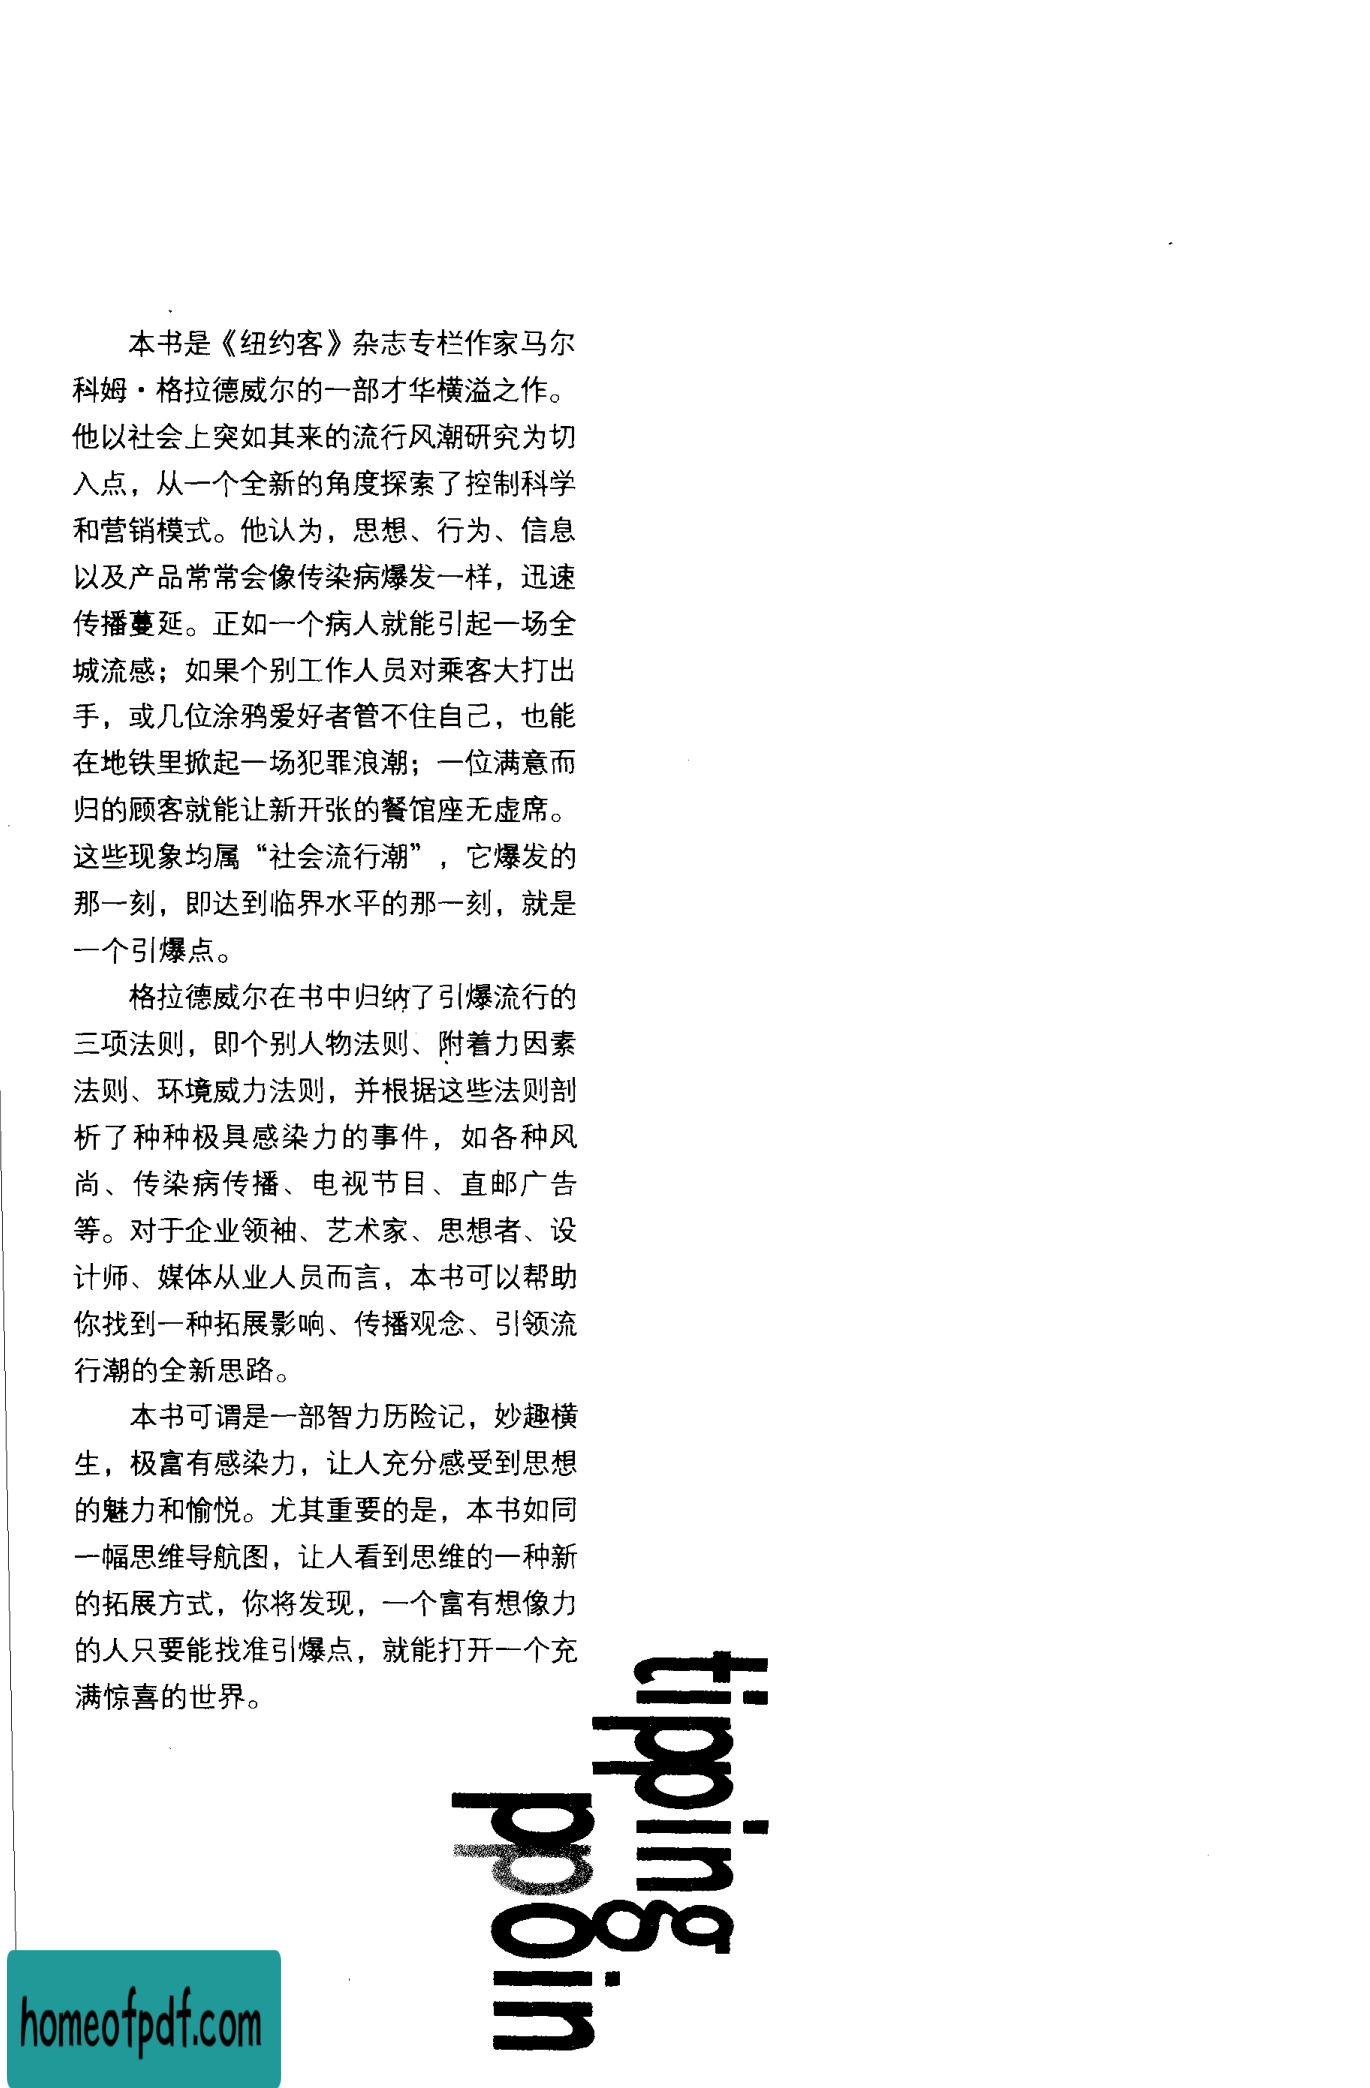 本书是《纽约客》杂志专栏作家马尔
科姆·格拉德威尔的一部才华横溢之作。
他以社会上突如其来的流行风潮研究为切
入点，从一个全新的角度探索了控制科学
和营销模式。他认为，思想、行为、信息
以及产品常常会像传染病爆发一样，迅速
传播蔓延。正如一个病人就能引起一场全
城流感；如果个别工作人员对乘客大打出
手，或几位涂鸦爱好者管不住自己，也能
在地铁里掀起一场犯罪浪潮；一位满意而
归的顾客就能让新开张的餐馆座无虚席。
这些现象均属“社会流行潮”，它爆发的
那一刻，即达到临界水平的那一刻，就是
一个引爆点。
格拉德威尔在书中归纳了引爆流行的
三项法则，即个别人物法则、附着力因素
法则、环境威力法则，并根据这些法则剖
析了种种极具感染力的事件，如各种风
尚、传染病传播、电视节目、直邮广告
等。对于企业领袖、艺术家、思想者、设
计师、媒体从业人员而言，本书可以帮助
你找到一种拓展影响、传播观念、引领流
行潮的全新思路。
本书可谓是一部智力历险记，妙趣横
生，极富有感染力，让人充分感受到思想
的魅力和愉悦。尤其重要的是，本书如同
一幅思维导航图，让人看到思维的一种新
的拓展方式，你将发现，一个富有想像力
的人只要能找准引爆点，就能打开一个充
满惊喜的世界。
tipping
ppoin
homeofpdf.com